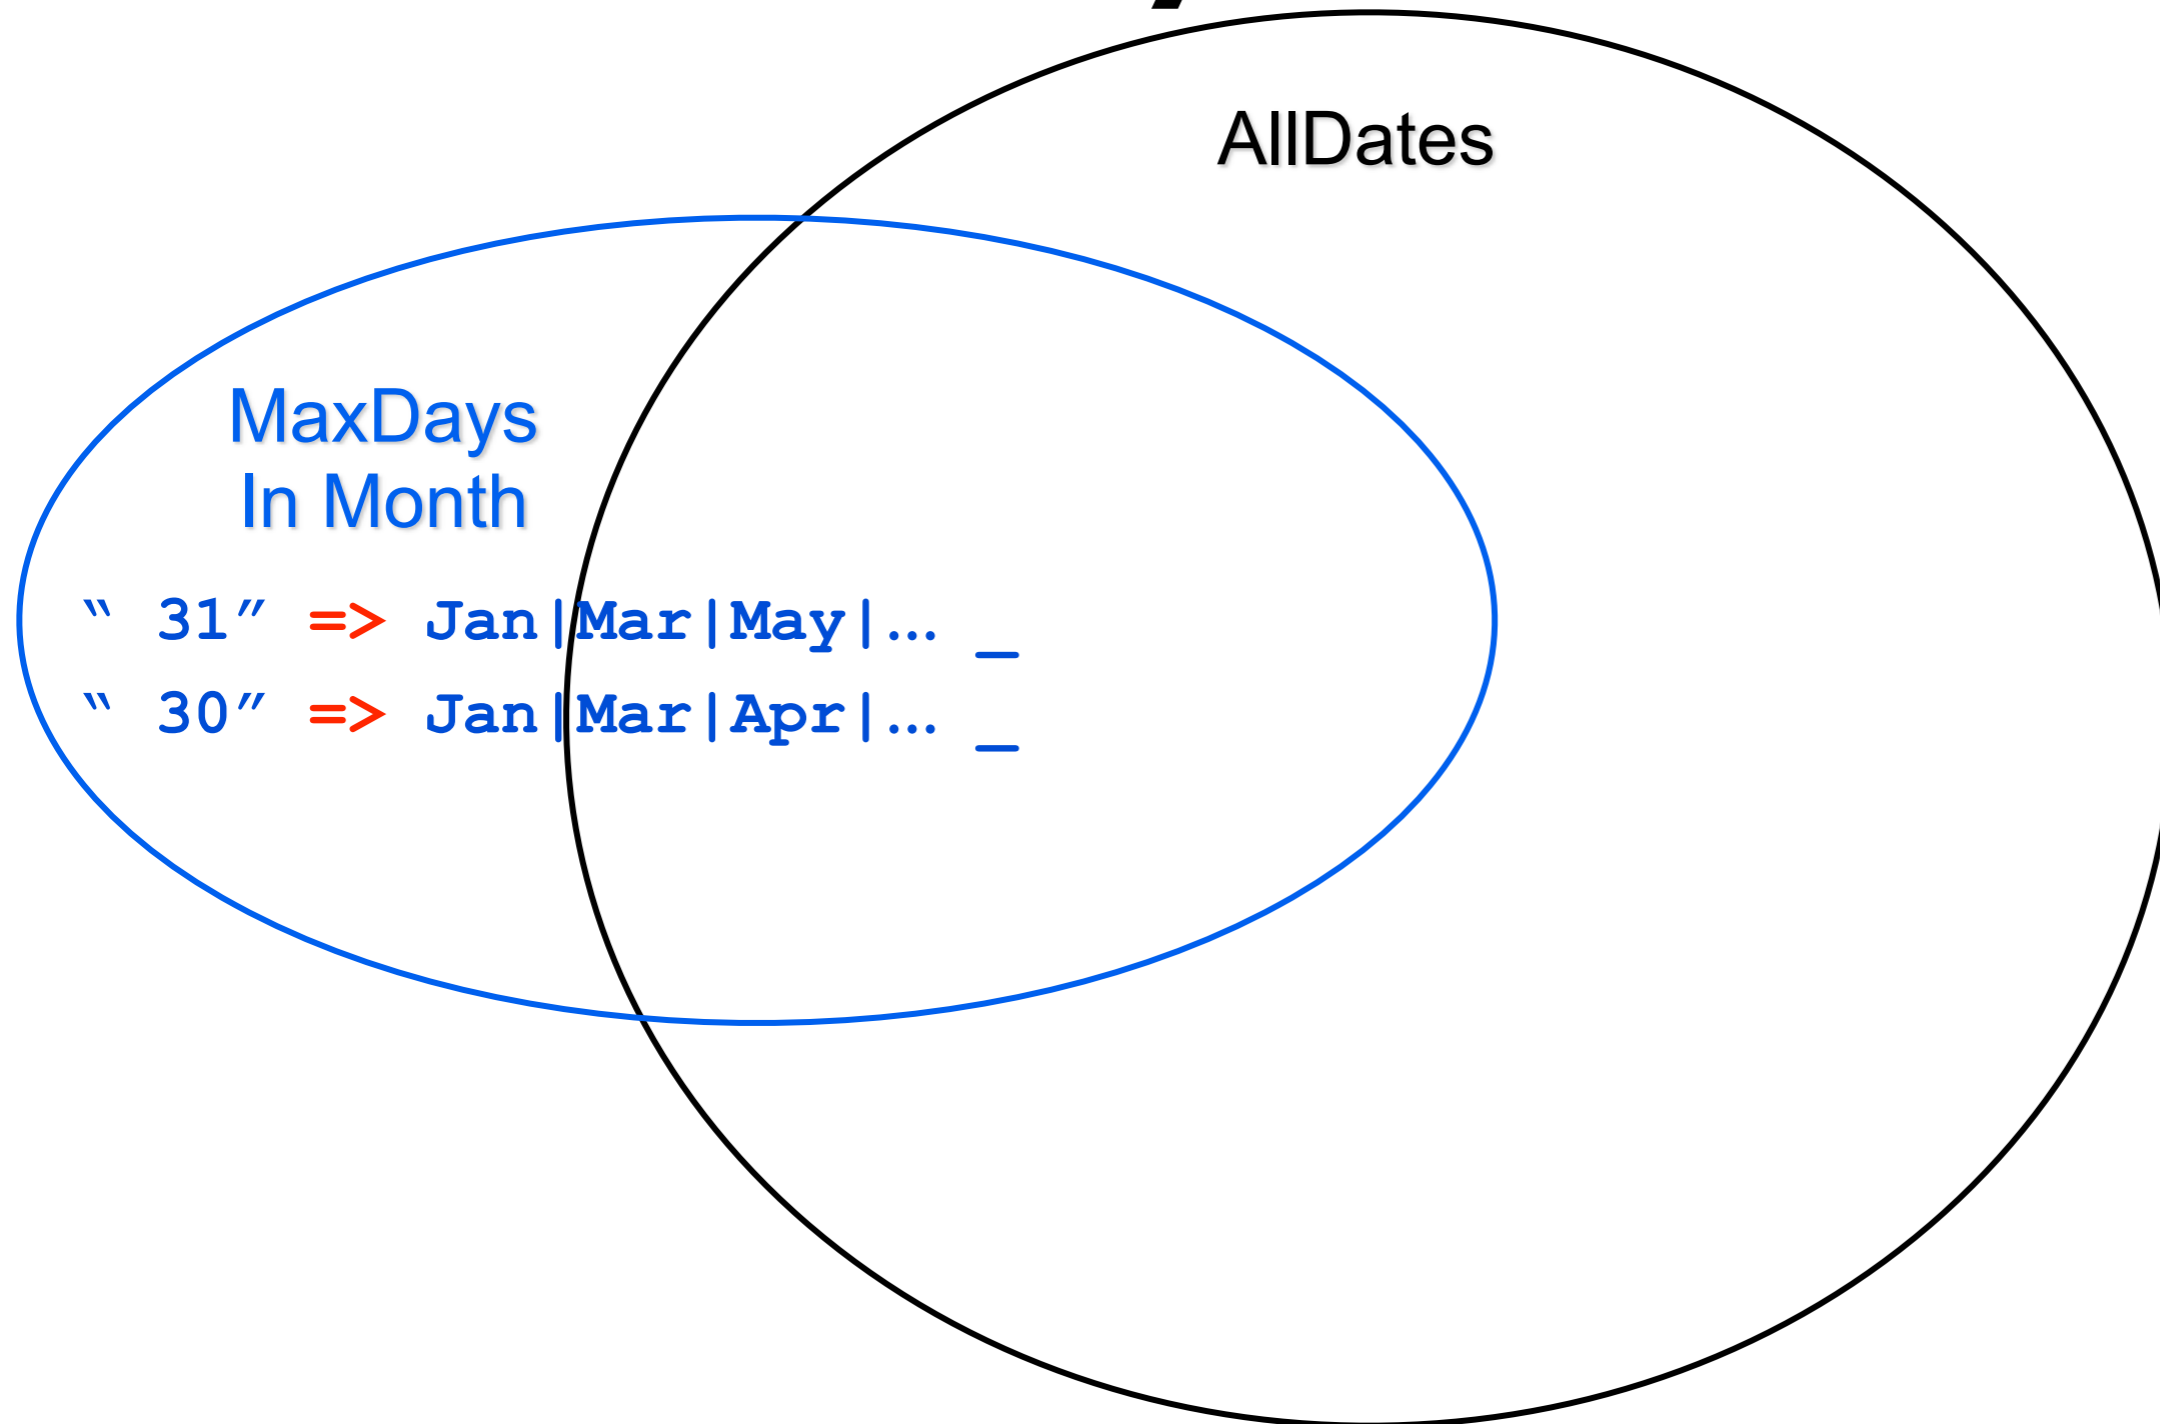 AllDates
MaxDays
In Month
“ 31” => Jan|Mar|May|… _
“ 30” => Jan|Mar|Apr|… _